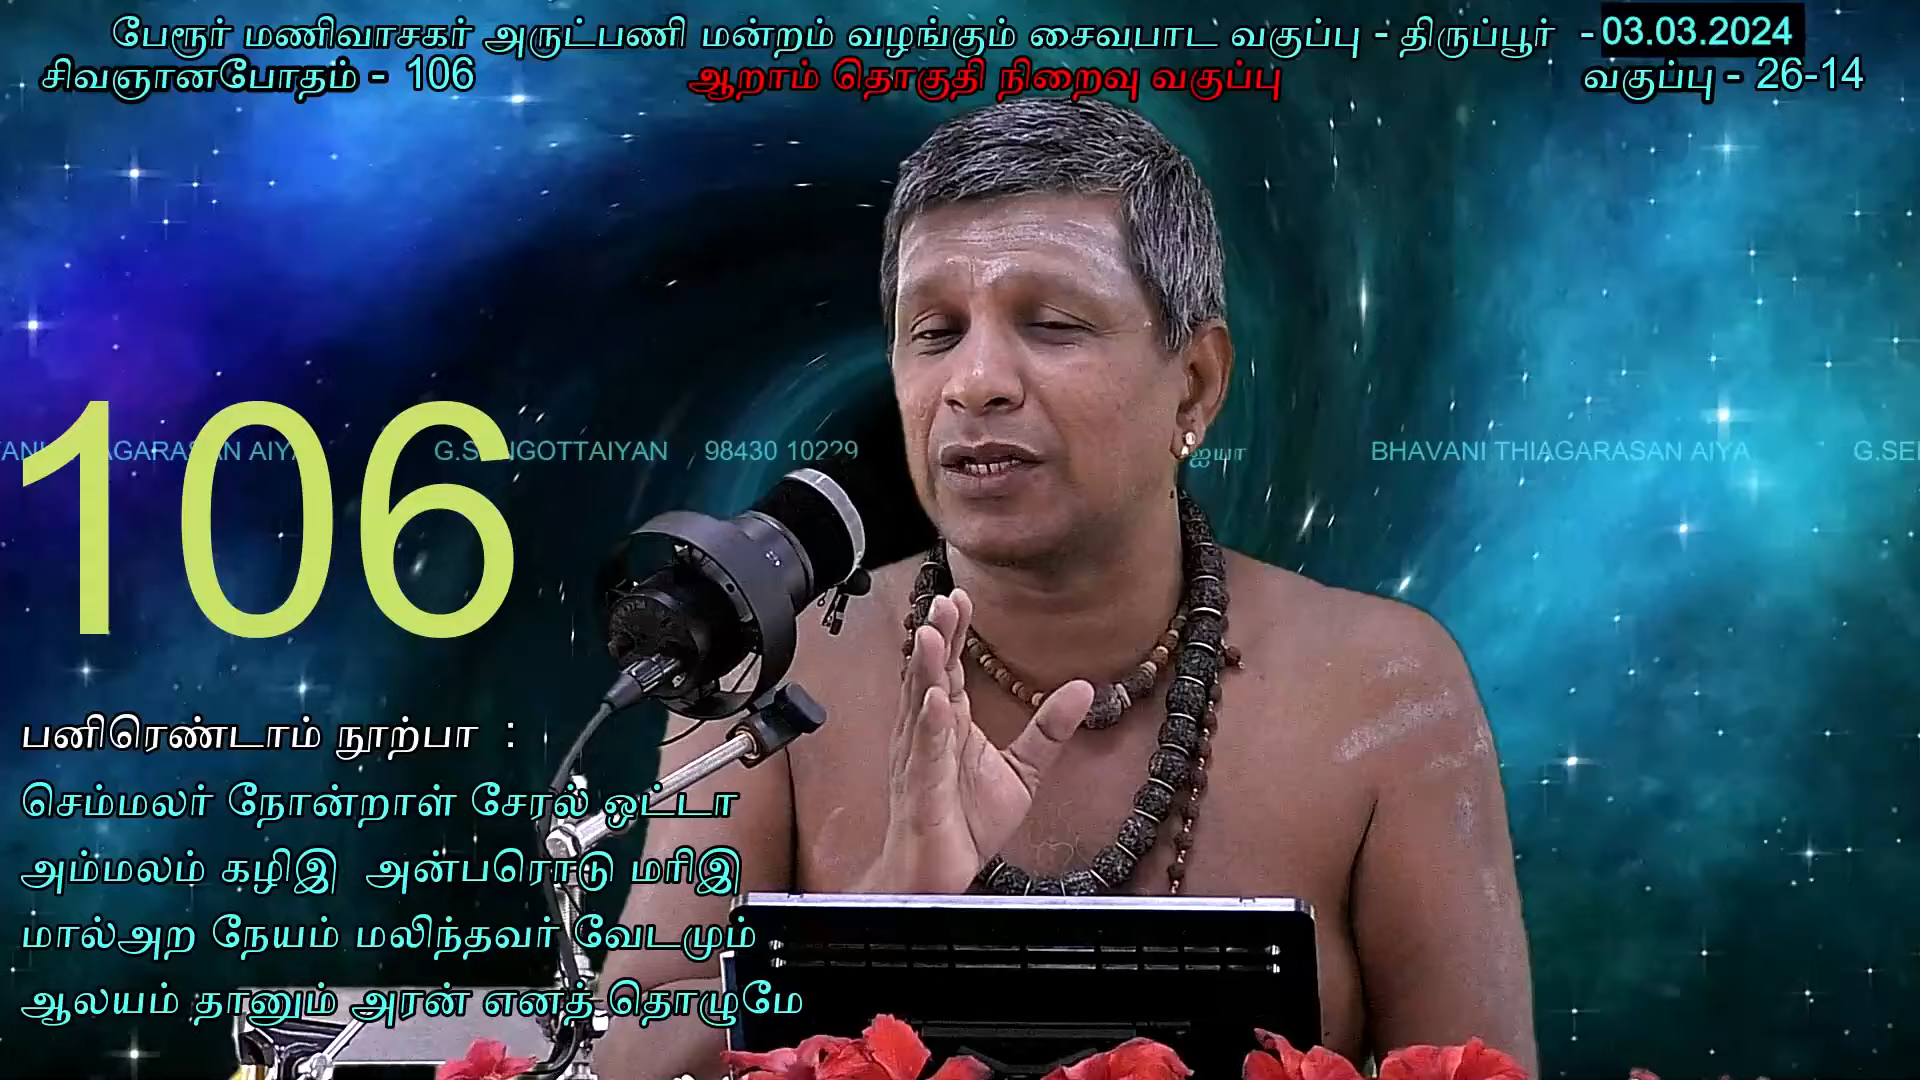 பேரூர் மணிவாசகர் அருட்பணி மன்றம் வழங்கும் சைவபாட வகுப்பு - திருப்பூர் - 03.03.2024
சிவஞானபோதம் - 106 ஆறாம் தொகுதி நிறைவு வகுப்பு வகுப்பு - 26-14
106
G.SENGOTTAIYAN 98430 10229 ஐயா BHAVANI THIAGARASAN AIYA
பனிரெண்டாம் நூற்பா :
செம்மலர் நோன்றாள் சேரல் ஒட்டா
அம்மலம் கழிஇ அன்பரொடு மரிஇ
மால்அற நேயம் மலிந்தவர் வேடமும்
ஆலயம் தானும் அரன் எனத் தொழுமே